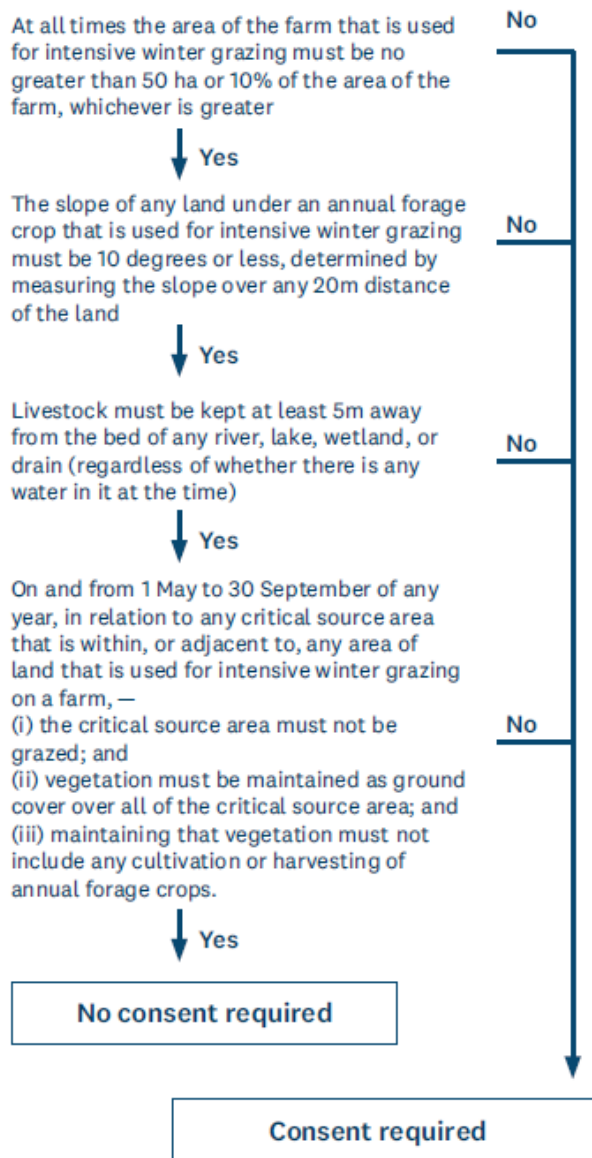 At all times the area of the farm that is used
for intensive winter grazing must be no
greater than 50 ha or 10% of the area of the
farm, whichever is greater
No
Yes
The slope of any land under an annual forage
crop that is used for intensive winter grazing
must be 10 degrees or less, determined by
measuring the slope over any 20m distance
of the land
No
Yes
Livestock must be kept at least 5m away
from the bed of any river, lake, wetland, or
drain (regardless of whether there is any
water in it at the time)
No
Yes
On and from 1 May to 30 September of any
year, in relation to any critical source area
that is within, or adjacent to, any area of
land that is used for intensive winter grazing
on a farm, —
(i) the critical source area must not be
grazed; and
(ii) vegetation must be maintained as ground
cover over all of the critical source area; and
(iii) maintaining that vegetation must not
include any cultivation or harvesting of
annual forage crops.
No
Yes
No consent required
Consent required